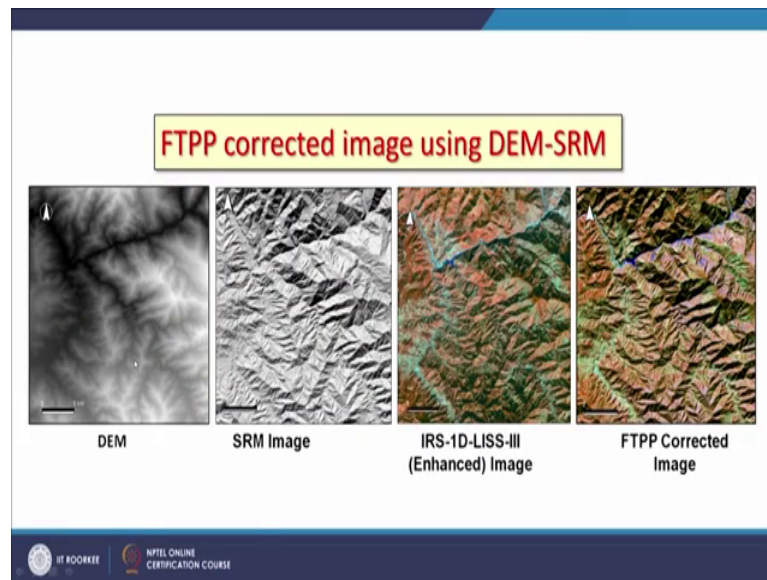 FTPP corrected image using DEM-SRM
DEM
SRM Image
IRS-1D-LISS-III
(Enhanced) Image
FTPP Corrected
Image
IIT ROORKEE
NPTEL ONLINE
CERTIFICATION COURSE